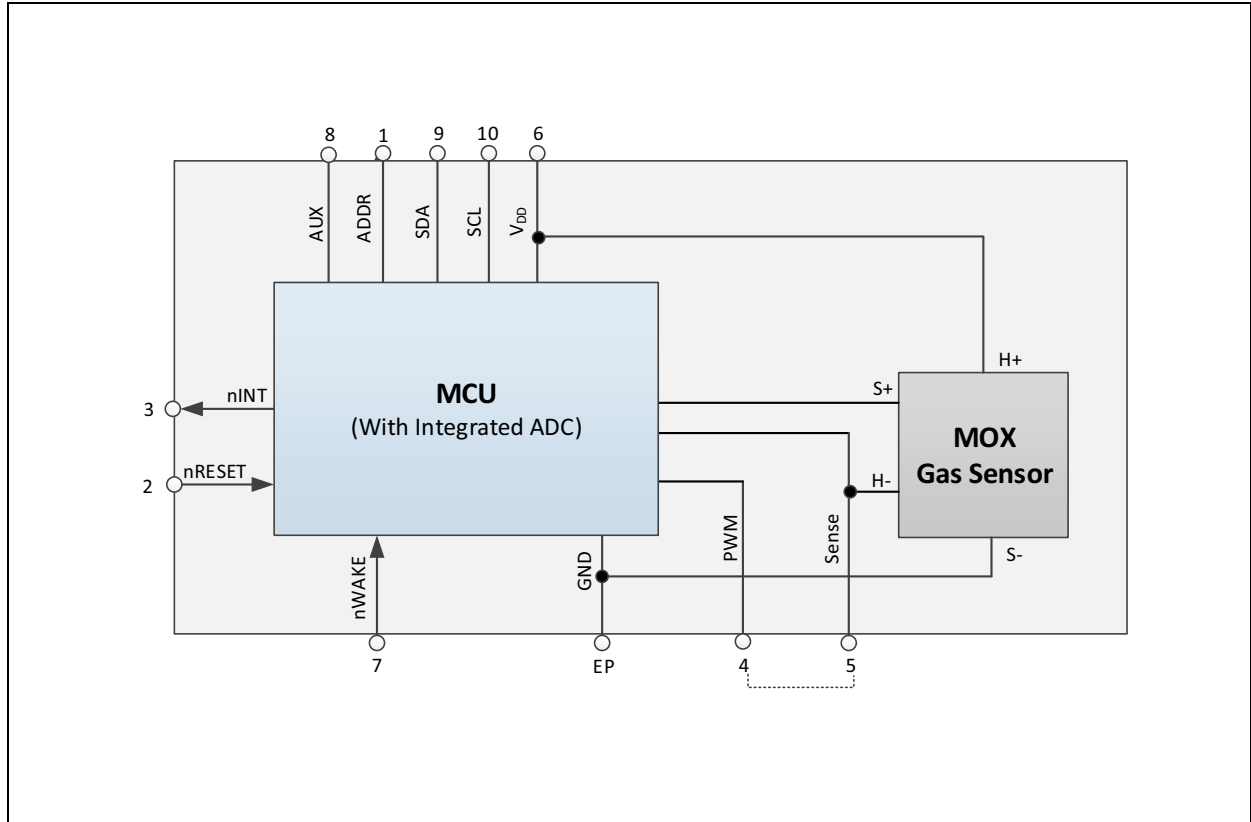 8 1 9 10 6
AUX
ADDR
SDA
SCL
VDD
H+
MCU
(With Integrated ADC)
S+
MOX
Gas Sensor
H-
S-
3
nINT
2
nRESET
nWAKE
GND
PWM
Sense
7
EP
4
5